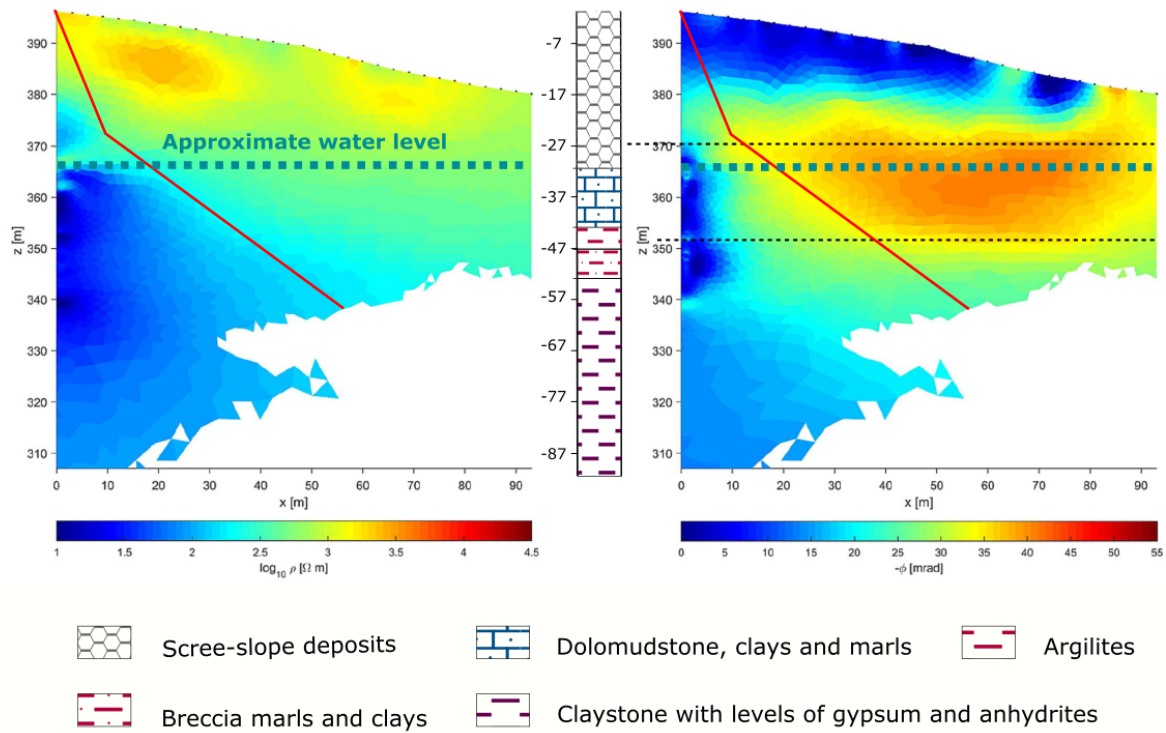 390
380
370
360
350
340
330
320
310
z [m]
0 10 20 30 40 50 60 70 80 90
x [m]
Approximate water level
1 1.5 2 2.5 3 3.5 4 4.5
log₁₀ ρ [Ω m]
-7
-17
-27
-37
-47
-57
-67
-77
-87
390
380
370
360
350
340
330
320
310
z [m]
0 10 20 30 40 50 60 70 80 90
x [m]
0 5 10 15 20 25 30 35 40 45 50 55
-ϕ [mrad]
Scree-slope deposits
Dolomudstone, clays and marls
Argilites
Breccia marls and clays
Claystone with levels of gypsum and anhydrites